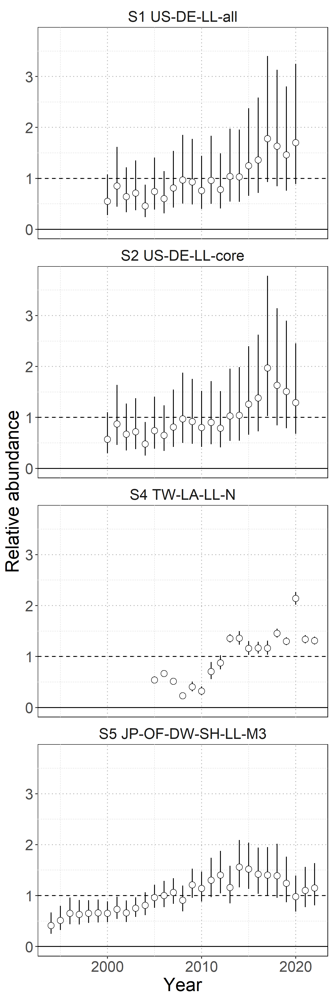 S1 US-DE-LL-all
3
2
1
0
S2 US-DE-LL-core
3
2
1
0
Relative abundance
S4 TW-LA-LL-N
3
2
1
0
S5 JP-OF-DW-SH-LL-M3
3
2
1
0
2000 2010 2020
Year